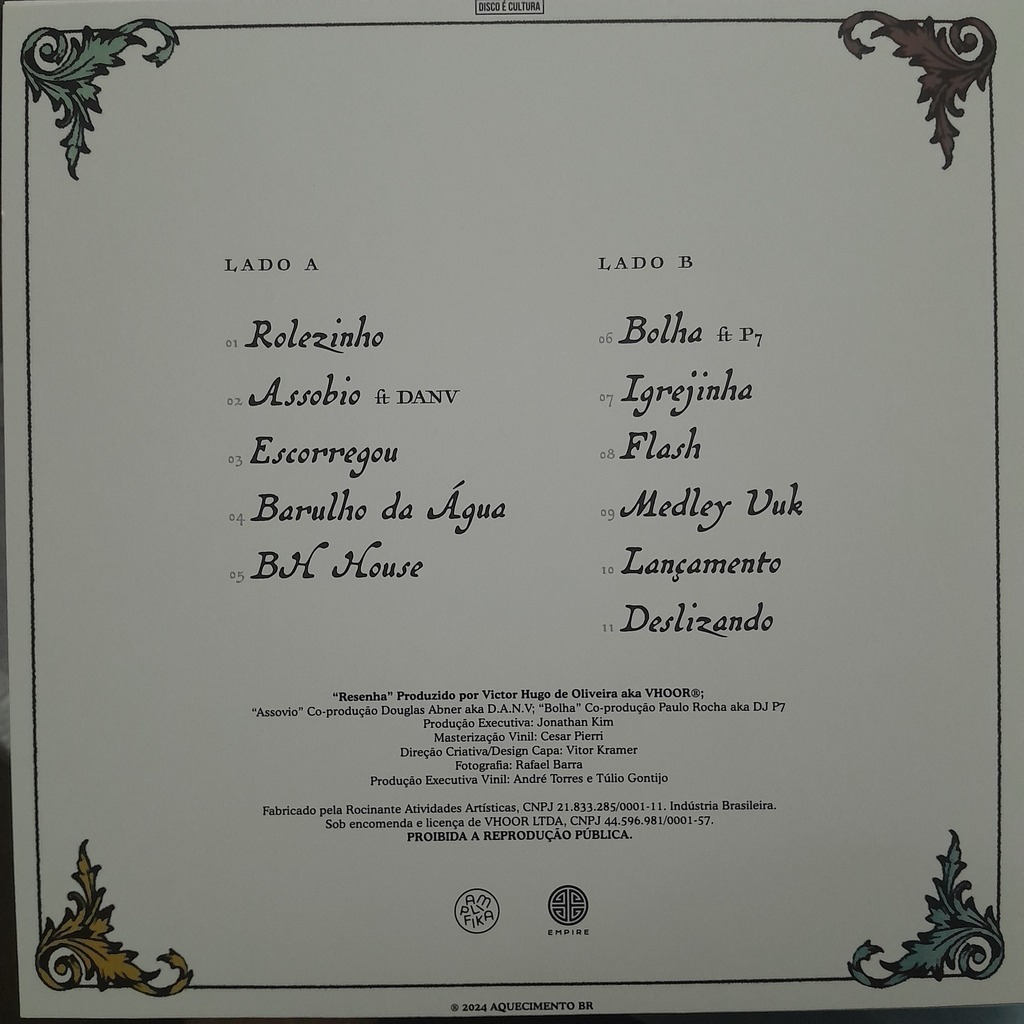 DISCO É CULTURA
LADO A
01 Rolezinho
02 Assobio ft DANV
03 Escorregou
04 Barulho da Água
05 BH House
LADO B
06 Bolha ft P7
07 Igrejinha
08 Flash
09 Medley Vuk
10 Lançamento
11 Deslizando
“Resenha” Produzido por Victor Hugo de Oliveira aka VHOOR®;
“Assovio” Co-produção Douglas Abner aka D.A.N.V; “Bolha” Co-produção Paulo Rocha aka DJ P7
Produção Executiva: Jonathan Kim
Masterização Vinil: Cesar Pierri
Direção Criativa/Design Capa: Vitor Kramer
Fotografia: Rafael Barra
Produção Executiva Vinil: André Torres e Túlio Gontijo
Fabricado pela Rocinante Atividades Artísticas, CNPJ 21.833.285/0001-11. Indústria Brasileira.
Sob encomenda e licença de VHOOR LTDA, CNPJ 44.596.981/0001-57.
PROIBIDA A REPRODUÇÃO PÚBLICA.
AMPLIFIKA
EMPIRE
® 2024 AQUECIMENTO BR